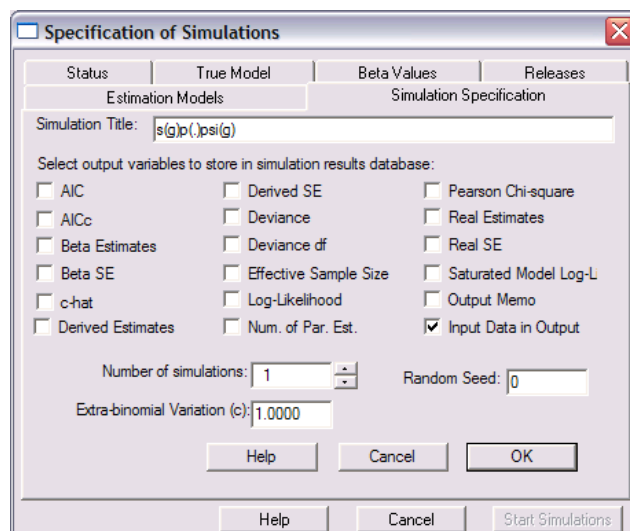 Specification of Simulations
Status True Model Beta Values Releases
Estimation Models Simulation Specification
Simulation Title: s(g)p(.)psi(g)
Select output variables to store in simulation results database:
AIC Derived SE Pearson Chi-square
AICc Deviance Real Estimates
Beta Estimates Deviance df Real SE
Beta SE Effective Sample Size Saturated Model Log-Li
c-hat Log-Likelihood Output Memo
Derived Estimates Num. of Par. Est. Input Data in Output
Number of simulations: 1 Random Seed: 0
Extra-binomial Variation (c): 1.0000
Help Cancel OK
Help Cancel Start Simulations